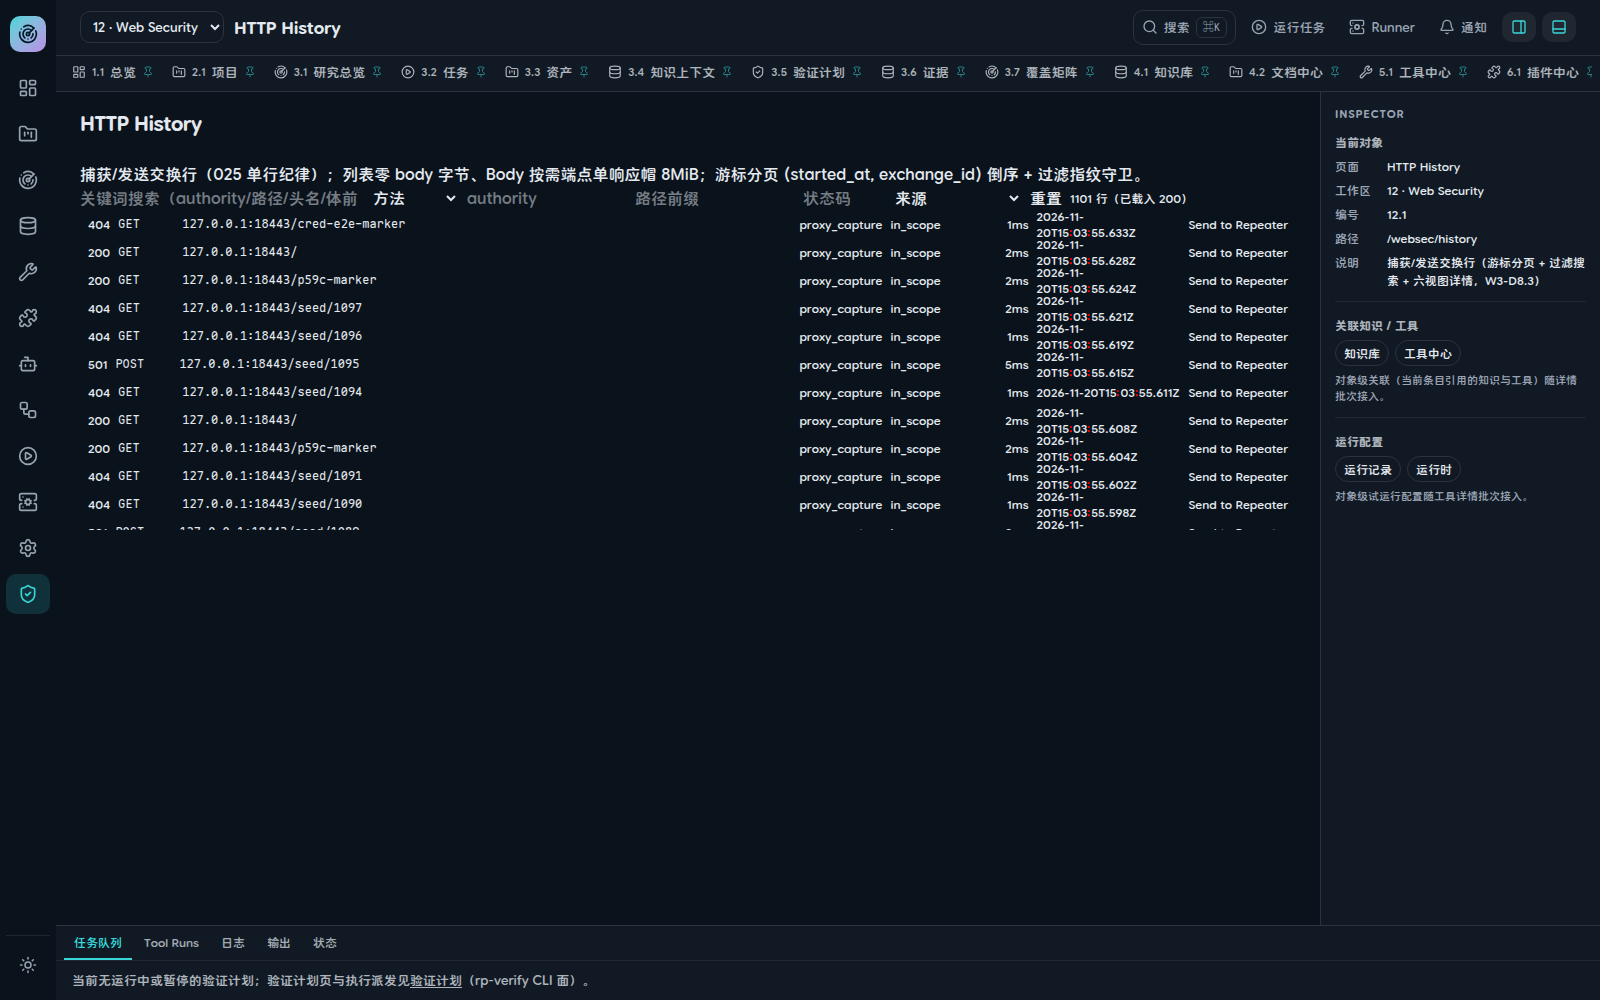 12 · Web Security HTTP History 搜索 ⌘K 运行任务 Runner 通知
1.1 总览 2.1 项目 3.1 研究总览 3.2 任务 3.3 资产 3.4 知识上下文 3.5 验证计划 3.6 证据 3.7 覆盖矩阵 4.1 知识库 4.2 文档中心 5.1 工具中心 6.1 插件中心
HTTP History
捕获/发送交换行（025 单行纪律）；列表零 body 字节、Body 按需端点单响应帽 8MiB；游标分页 (started_at, exchange_id) 倒序 + 过滤指纹守卫。
关键词搜索（authority/路径/头名/体前 方法 authority 路径前缀 状态码 来源 重置 1101 行（已载入 200）
404 GET 127.0.0.1:18443/cred-e2e-marker proxy_capture in_scope 1ms 2026-11-20T15:03:55.633Z Send to Repeater
200 GET 127.0.0.1:18443/ proxy_capture in_scope 2ms 2026-11-20T15:03:55.628Z Send to Repeater
200 GET 127.0.0.1:18443/p59c-marker proxy_capture in_scope 2ms 2026-11-20T15:03:55.624Z Send to Repeater
404 GET 127.0.0.1:18443/seed/1097 proxy_capture in_scope 2ms 2026-11-20T15:03:55.621Z Send to Repeater
404 GET 127.0.0.1:18443/seed/1096 proxy_capture in_scope 1ms 2026-11-20T15:03:55.619Z Send to Repeater
501 POST 127.0.0.1:18443/seed/1095 proxy_capture in_scope 5ms 2026-11-20T15:03:55.615Z Send to Repeater
404 GET 127.0.0.1:18443/seed/1094 proxy_capture in_scope 1ms 2026-11-20T15:03:55.611Z Send to Repeater
200 GET 127.0.0.1:18443/ proxy_capture in_scope 2ms 2026-11-20T15:03:55.608Z Send to Repeater
200 GET 127.0.0.1:18443/p59c-marker proxy_capture in_scope 2ms 2026-11-20T15:03:55.604Z Send to Repeater
404 GET 127.0.0.1:18443/seed/1091 proxy_capture in_scope 1ms 2026-11-20T15:03:55.602Z Send to Repeater
404 GET 127.0.0.1:18443/seed/1090 proxy_capture in_scope 1ms 2026-11-20T15:03:55.598Z Send to Repeater
2026-11-
INSPECTOR
当前对象
页面 HTTP History
工作区 12 · Web Security
编号 12.1
路径 /websec/history
说明 捕获/发送交换行（游标分页 + 过滤搜
索 + 六视图详情，W3-D8.3）
关联知识 / 工具
知识库 工具中心
对象级关联（当前条目引用的知识与工具）随详情
批次接入。
运行配置
运行记录 运行时
对象级试运行配置随工具详情批次接入。
任务队列 Tool Runs 日志 输出 状态
当前无运行中或暂停的验证计划；验证计划页与执行派发见验证计划（rp-verify CLI 面）。